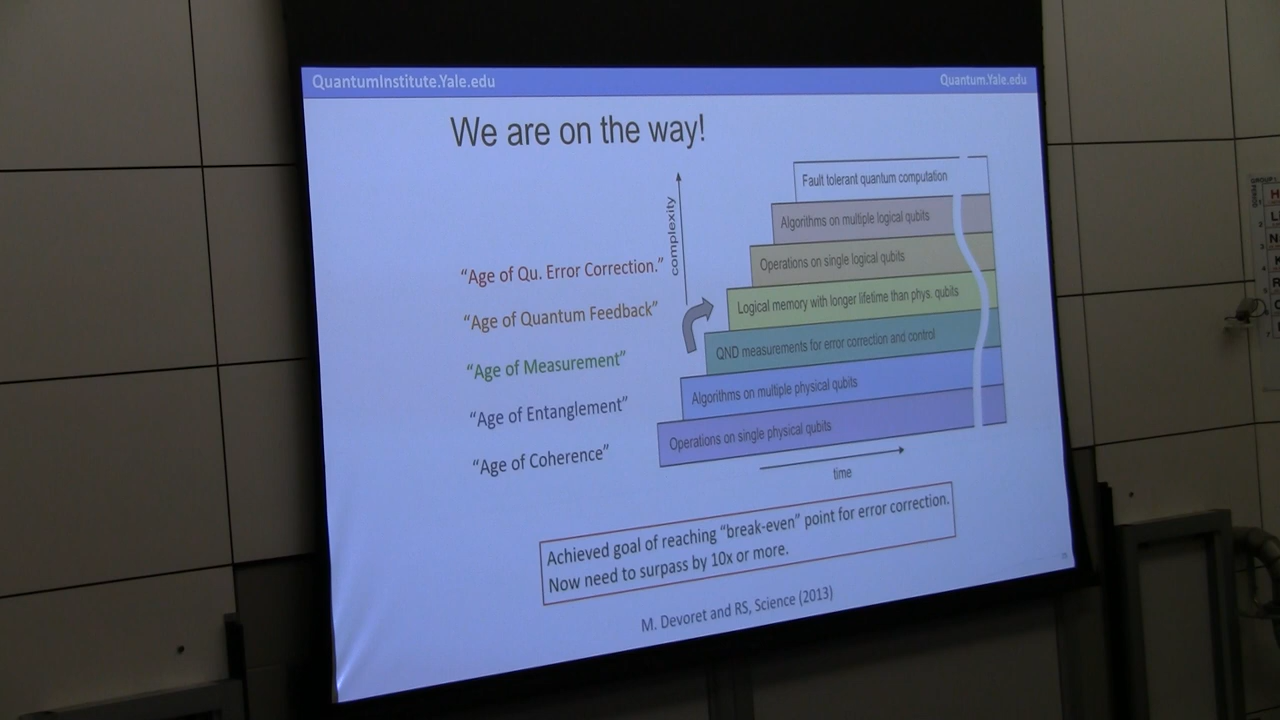 QuantumInstitute.Yale.edu
Quantum.Yale.edu
We are on the way!
complexity
Fault tolerant quantum computation
Algorithms on multiple logical qubits
"Age of Qu. Error Correction."
Operations on single logical qubits
"Age of Quantum Feedback"
Logical memory with longer lifetime than phys. qubits
"Age of Measurement"
QND measurements for error correction and control
"Age of Entanglement"
Algorithms on multiple physical qubits
"Age of Coherence"
Operations on single physical qubits
time
Achieved goal of reaching "break-even" point for error correction.
Now need to surpass by 10x or more.
M. Devoret and RS, Science (2013)